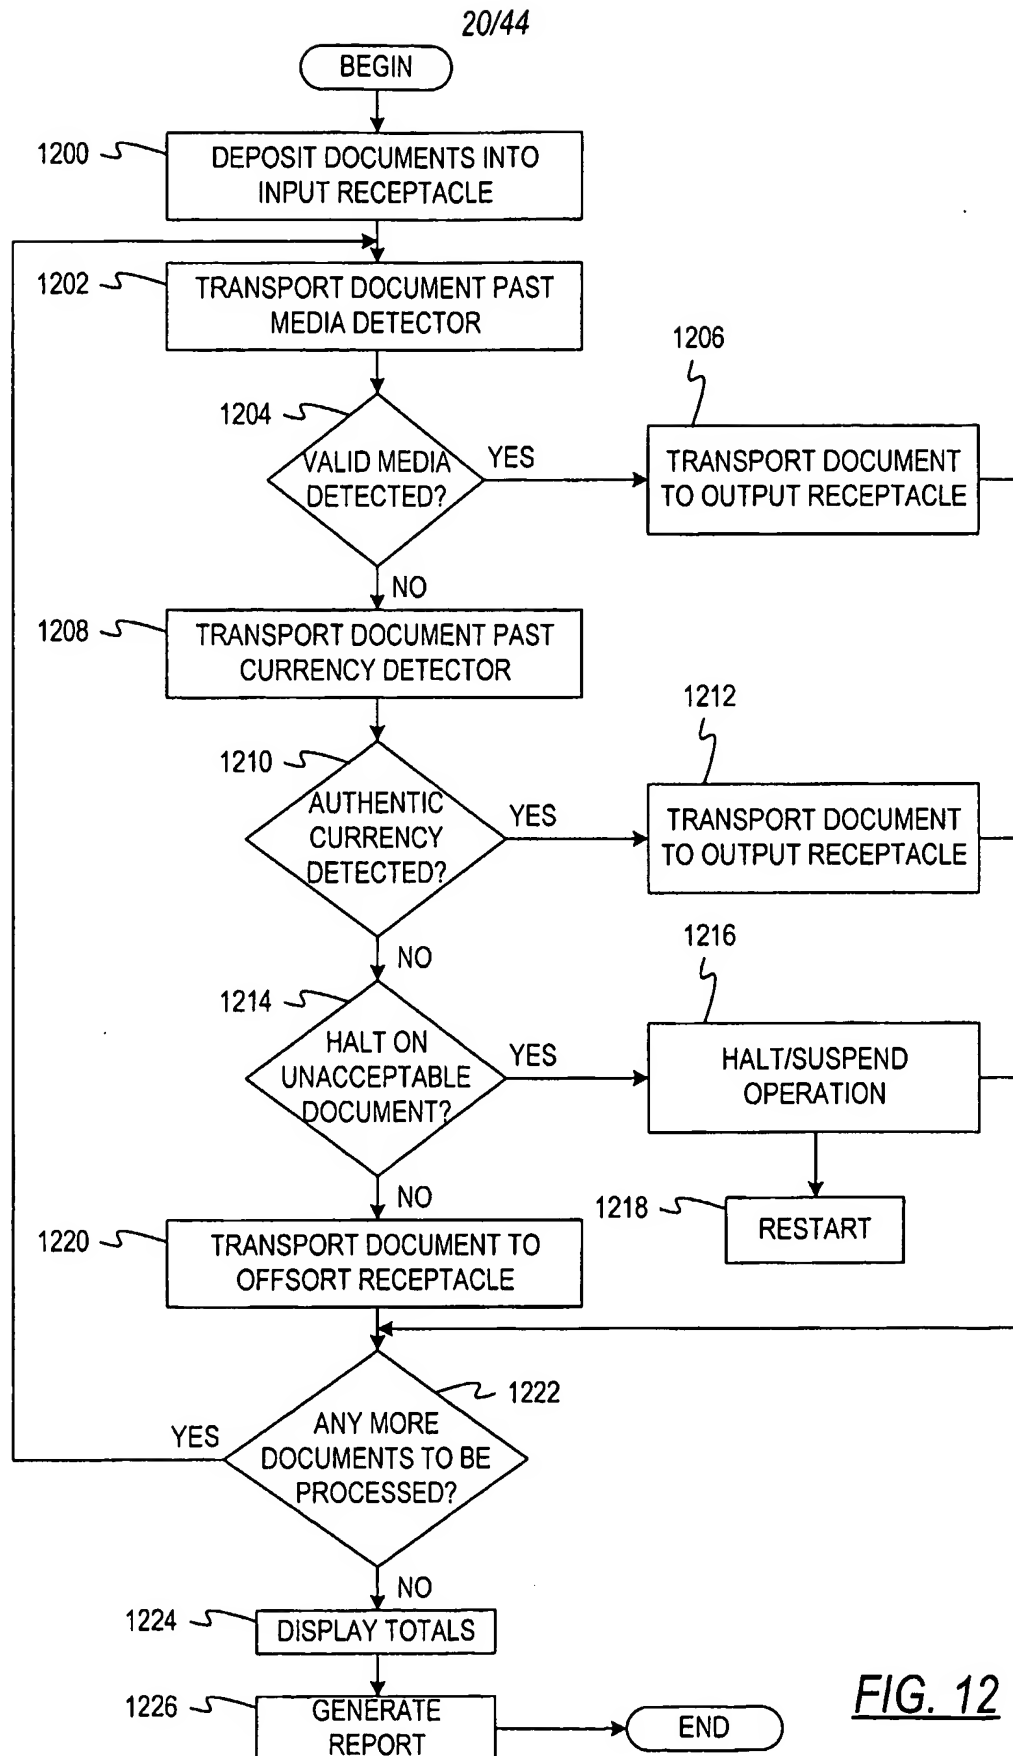 20/44
BEGIN
1200
DEPOSIT DOCUMENTS INTO
INPUT RECEPTACLE
1202
TRANSPORT DOCUMENT PAST
MEDIA DETECTOR
1204
VALID MEDIA
DETECTED?
YES
1206
TRANSPORT DOCUMENT
TO OUTPUT RECEPTACLE
NO
1208
TRANSPORT DOCUMENT PAST
CURRENCY DETECTOR
1210
AUTHENTIC
CURRENCY
DETECTED?
YES
1212
TRANSPORT DOCUMENT
TO OUTPUT RECEPTACLE
NO
1214
HALT ON
UNACCEPTABLE
DOCUMENT?
YES
1216
HALT/SUSPEND
OPERATION
1218
RESTART
NO
1220
TRANSPORT DOCUMENT TO
OFFSORT RECEPTACLE
1222
ANY MORE
DOCUMENTS TO BE
PROCESSED?
YES
NO
1224
DISPLAY TOTALS
1226
GENERATE
REPORT
END
FIG. 12